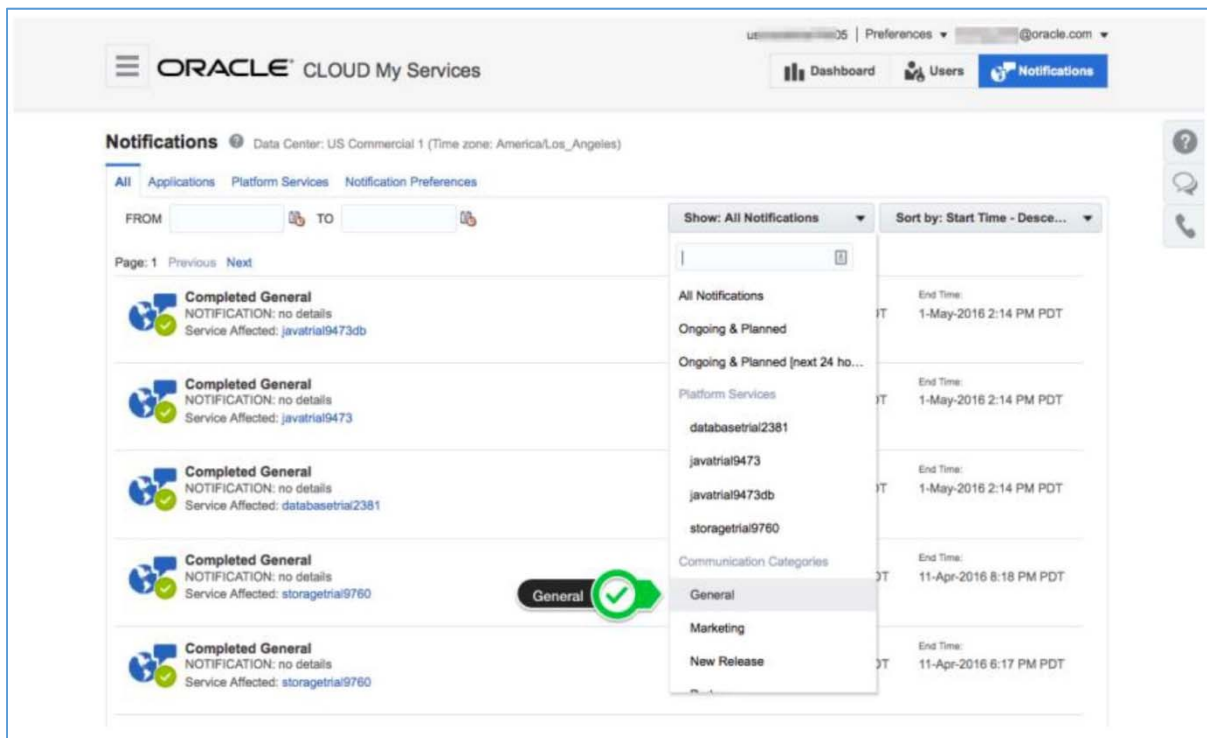 us 05 | Preferences @oracle.com
ORACLE CLOUD My Services
Dashboard Users Notifications
Notifications ? Data Center: US Commercial 1 (Time zone: America/Los_Angeles)
All Applications Platform Services Notification Preferences
FROM TO Show: All Notifications Sort by: Start Time - Desce...
Page: 1 Previous Next
Completed General
NOTIFICATION: no details
Service Affected: javatrial9473db
End Time:
1-May-2016 2:14 PM PDT
Completed General
NOTIFICATION: no details
Service Affected: javatrial9473
End Time:
1-May-2016 2:14 PM PDT
Completed General
NOTIFICATION: no details
Service Affected: databasetrial2381
End Time:
1-May-2016 2:14 PM PDT
Completed General
NOTIFICATION: no details
Service Affected: storagetrial9760
End Time:
11-Apr-2016 8:18 PM PDT
Completed General
NOTIFICATION: no details
Service Affected: storagetrial9760
End Time:
11-Apr-2016 6:17 PM PDT
All Notifications
Ongoing & Planned
Ongoing & Planned [next 24 ho...
Platform Services
databasetrial2381
javatrial9473
javatrial9473db
storagetrial9760
Communication Categories
General
General
Marketing
New Release